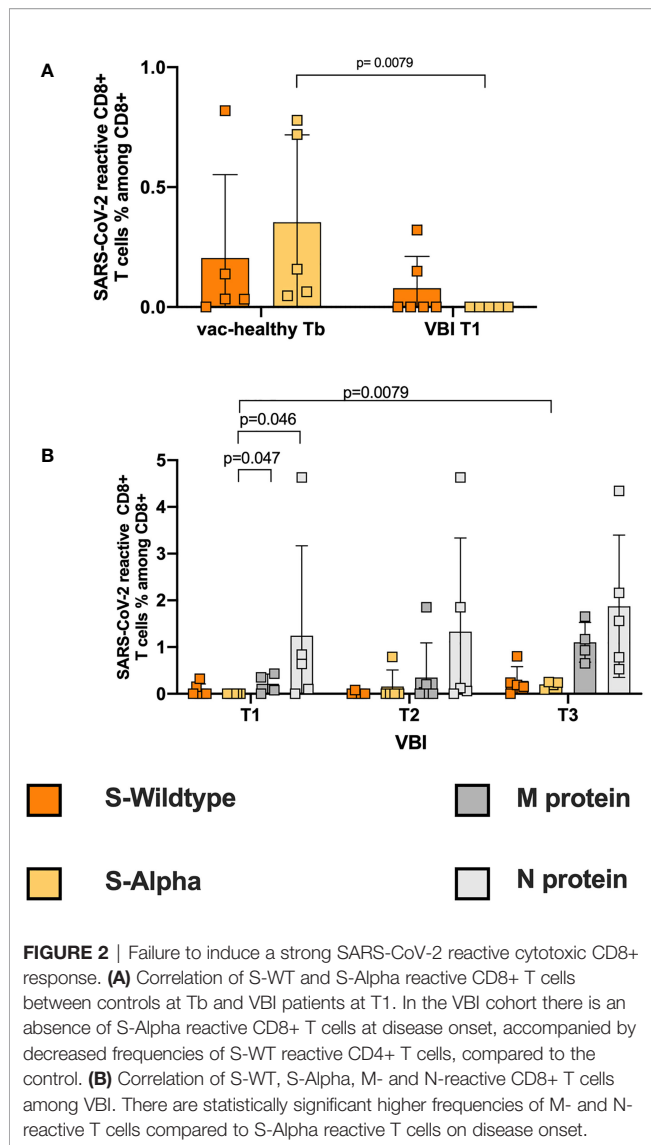 A
SARS-CoV-2 reactive CD8+
T cells % among CD8+
1.0
0.5
0.0
p= 0.0079
vac-healthy Tb
VBI T1
p=0.0079
p=0.046
p=0.047
B
SARS-CoV-2 reactive CD8+
T cells % among CD8+
5
4
3
2
1
0
T1
T2
T3
VBI
S-Wildtype
M protein
S-Alpha
N protein
FIGURE 2 | Failure to induce a strong SARS-CoV-2 reactive cytotoxic CD8+
response. (A) Correlation of S-WT and S-Alpha reactive CD8+ T cells
between controls at Tb and VBI patients at T1. In the VBI cohort there is an
absence of S-Alpha reactive CD8+ T cells at disease onset, accompanied by
decreased frequencies of S-WT reactive CD4+ T cells, compared to the
control. (B) Correlation of S-WT, S-Alpha, M- and N-reactive CD8+ T cells
among VBI. There are statistically significant higher frequencies of M- and N-
reactive T cells compared to S-Alpha reactive T cells on disease onset.